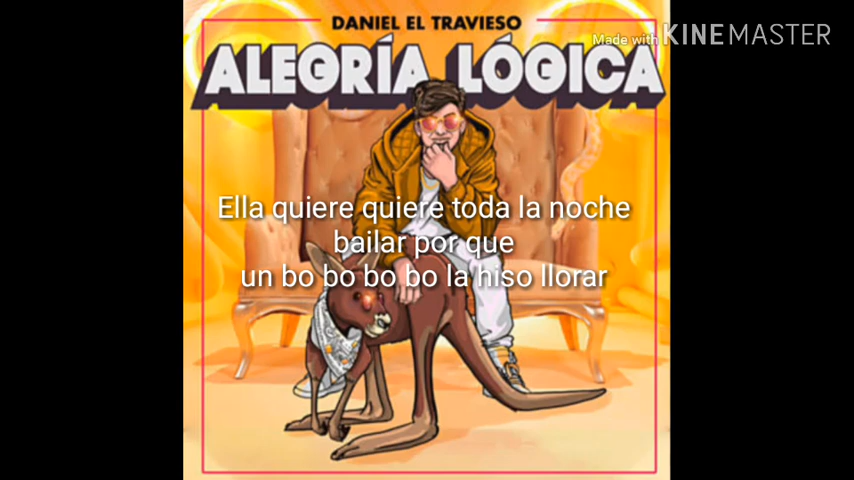 DANIEL EL TRAVIESO
Made with KINEMASTER
ALEGRÍA LÓGICA
Ella quiere quiere toda la noche
bailar por que
un bo bo bo bo la hiso llorar